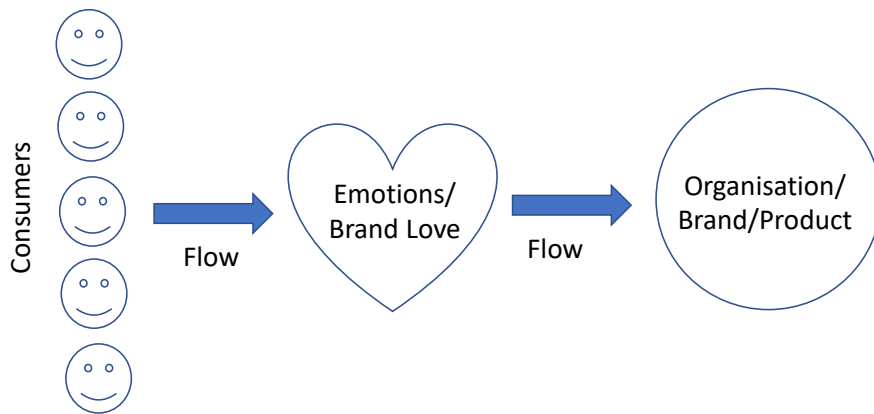 Consumers
Flow
Emotions/
Brand Love
Flow
Organisation/
Brand/Product